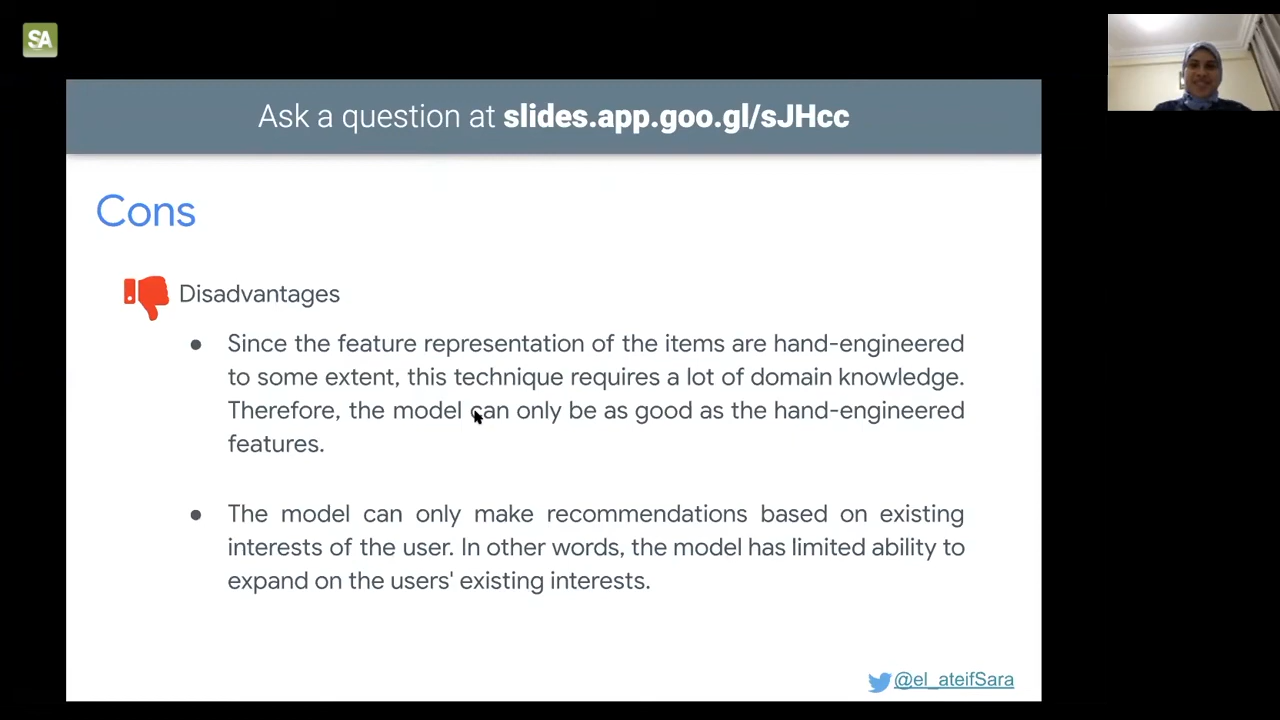 SA
Ask a question at slides.app.goo.gl/sJHcc
Cons
Disadvantages
● Since the feature representation of the items are hand-engineered
to some extent, this technique requires a lot of domain knowledge.
Therefore, the model can only be as good as the hand-engineered
features.
● The model can only make recommendations based on existing
interests of the user. In other words, the model has limited ability to
expand on the users' existing interests.
@el_ateifSara